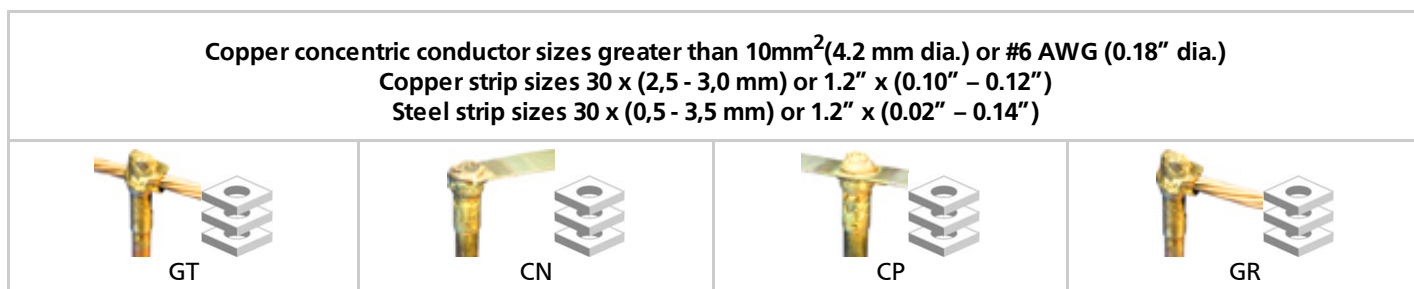 Copper concentric conductor sizes greater than 10mm²(4.2 mm dia.) or #6 AWG (0.18” dia.)
Copper strip sizes 30 x (2,5 - 3,0 mm) or 1.2” x (0.10” – 0.12”)
Steel strip sizes 30 x (0,5 - 3,5 mm) or 1.2” x (0.02” – 0.14”)
GT CN CP GR